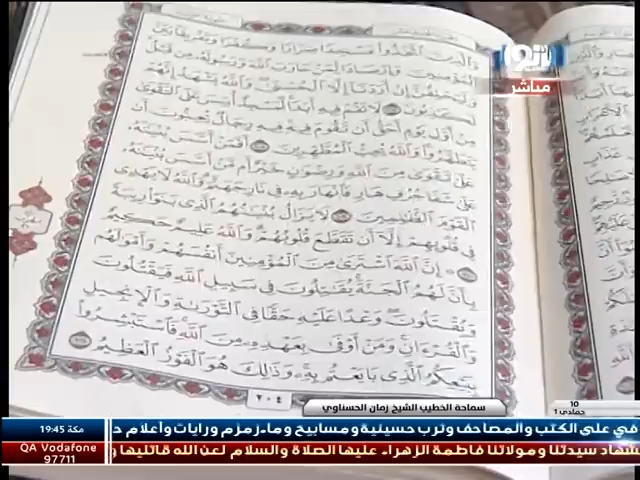 والذين اتخذوا مسجدا ضرارا وكفرا وتفريقا بين
المؤمنين وإرصادا لمن حارب الله ورسوله من قبل
وليحلفن إن أردنا إلا الحسنى والله يشهد إنهم
لكاذبون لا تقم فيه أبدا لمسجد أسس على التقوى
من أول يوم أحق أن تقوم فيه فيه رجال يحبون أن
يتطهروا والله يحب المطهرين أفمن أسس بنيانه
على تقوى من الله ورضوان خير أم من أسس بنيانه
على شفا جرف هار فانهار به في نار جهنم والله لا يهدي
القوم الظالمين لا يزال بنيانهم الذي بنوا ريبة
في قلوبهم إلا أن تقطع قلوبهم والله عليم حكيم
إن الله اشترى من المؤمنين أنفسهم وأموالهم
بأن لهم الجنة يقاتلون في سبيل الله فيقتلون
ويقتلون وعدا عليه حقا في التوراة والإنجيل
والقرآن ومن أوفى بعهده من الله فاستبشروا
ببيعكم الذي بايعتم به وذلك هو الفوز العظيم
٢٠٤
مباشر
سماحة الخطيب الشيخ زمان الحسناوي
10
جمادي 1
في على الكتب والمصاحف وترب حسينية ومسابيح وماء زمزم ورايات وأعلام
مكة 19:45
سيدتنا ومولاتنا فاطمة الزهراء عليها الصلاة والسلام لعن الله قاتليها
QA Vodafone
97711